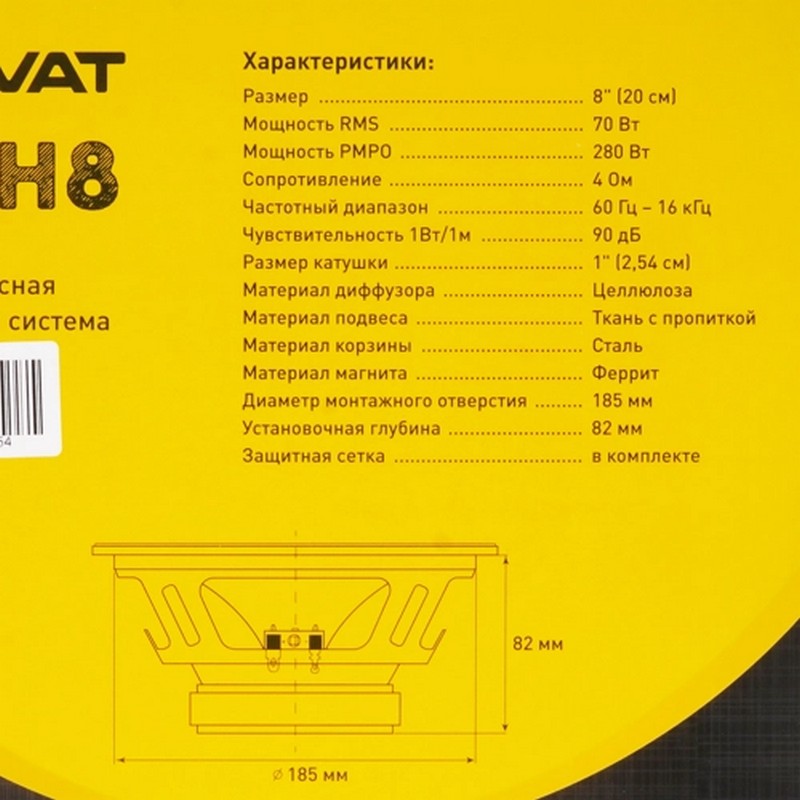 VAT
H8
сная
система
54
Характеристики:
Размер .......... 8" (20 см)
Мощность RMS .......... 70 Вт
Мощность PMPO .......... 280 Вт
Сопротивление .......... 4 Ом
Частотный диапазон .......... 60 Гц – 16 кГц
Чувствительность 1Вт/1м .......... 90 дБ
Размер катушки .......... 1" (2,54 см)
Материал диффузора .......... Целлюлоза
Материал подвеса .......... Ткань с пропиткой
Материал корзины .......... Сталь
Материал магнита .......... Феррит
Диаметр монтажного отверстия .......... 185 мм
Установочная глубина .......... 82 мм
Защитная сетка .......... в комплекте
82 мм
⌀ 185 мм